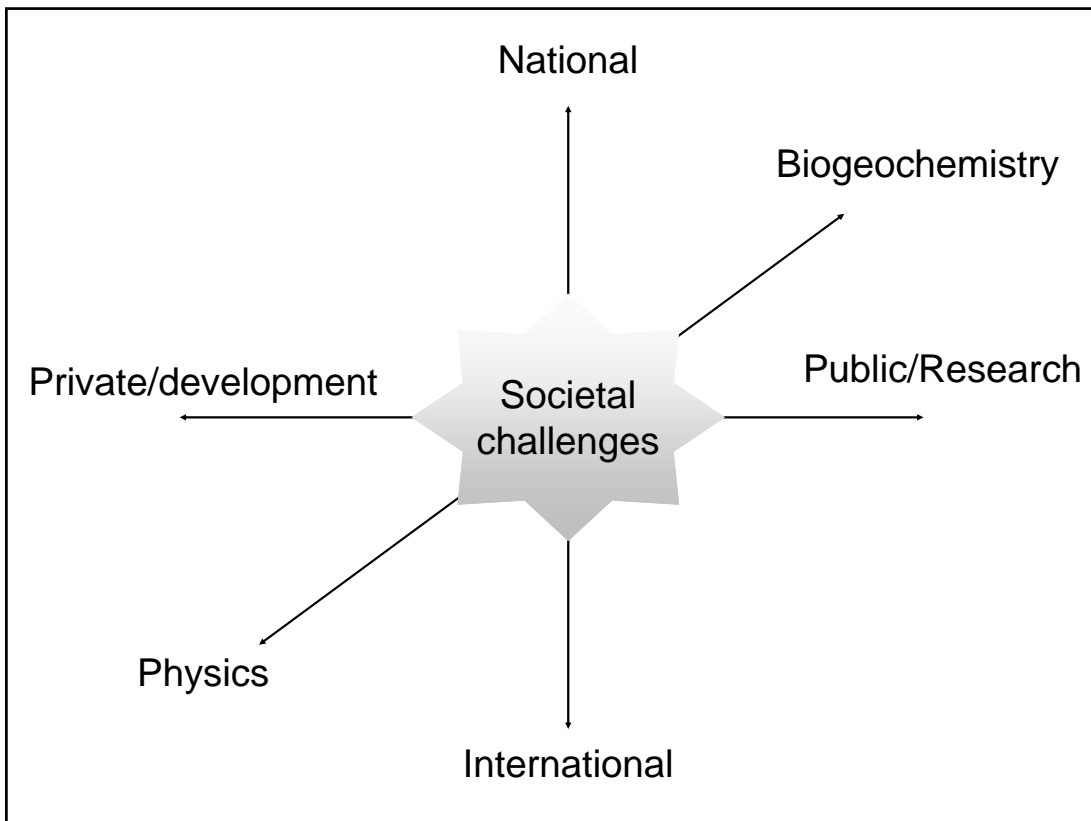 National
Biogeochemistry
Private/development
Public/Research
Societal
challenges
Physics
International